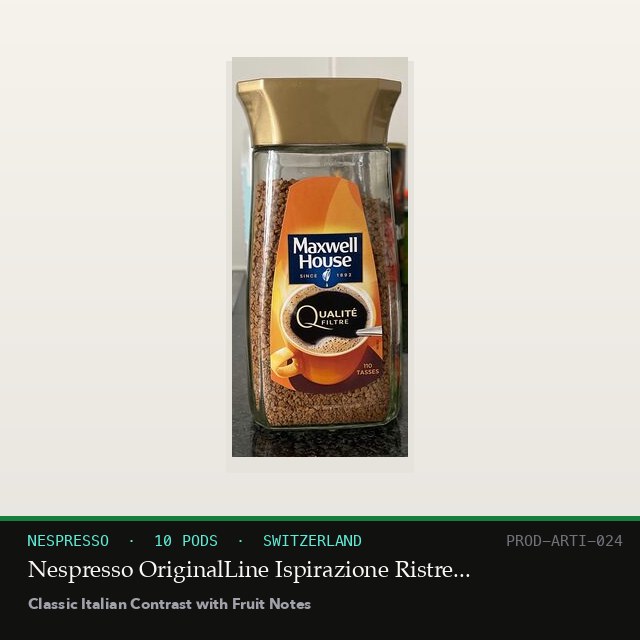 Maxwell
House
SINCE 1892
QUALITÉ
FILTRE
110
TASSES
NESPRESSO · 10 PODS · SWITZERLAND
PROD-ARTI-024
Nespresso OriginalLine Ispirazione Ristre...
Classic Italian Contrast with Fruit Notes